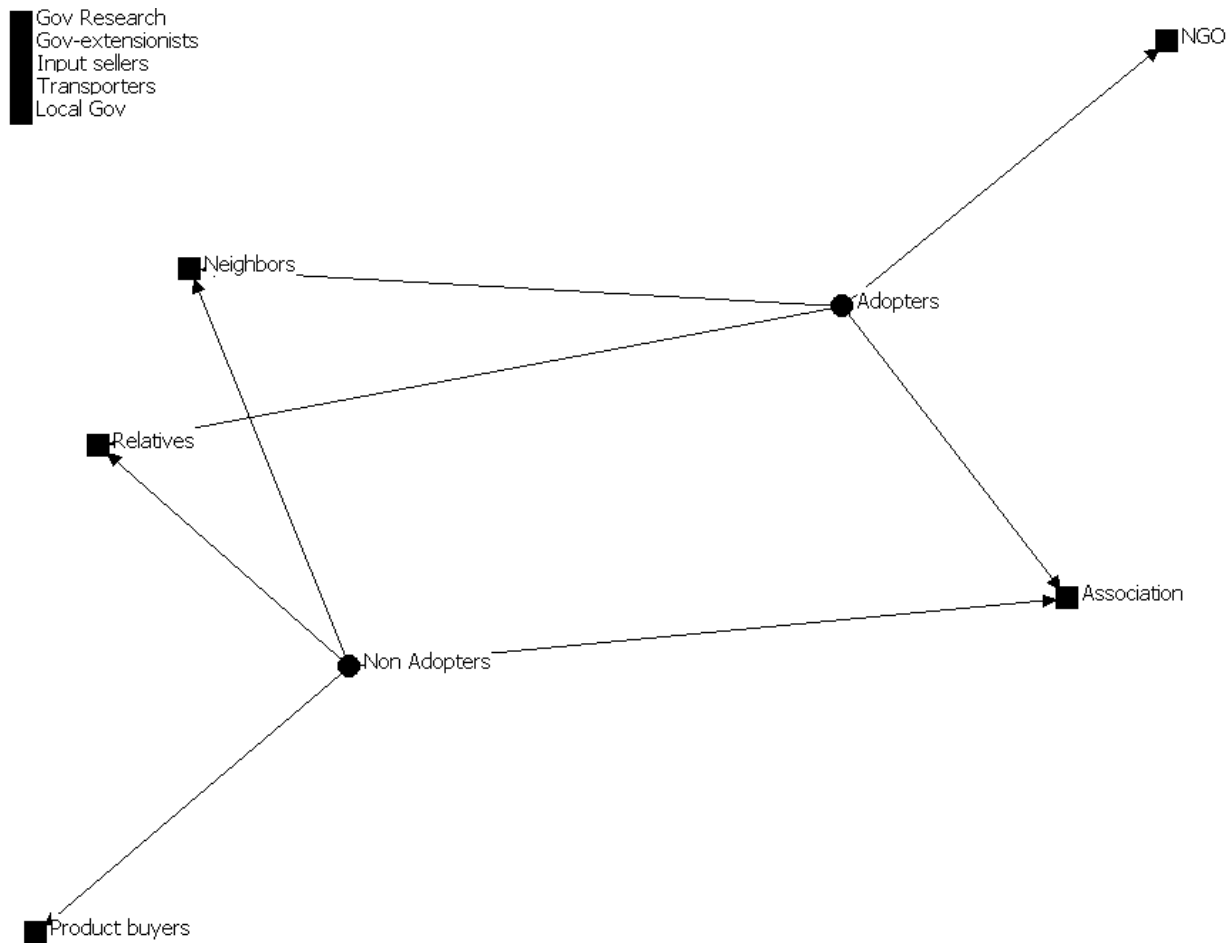 Gov Research
Gov-extensionists
Input sellers
Transporters
Local Gov
NGO
Neighbors
Adopters
Relatives
Association
Non Adopters
Product buyers